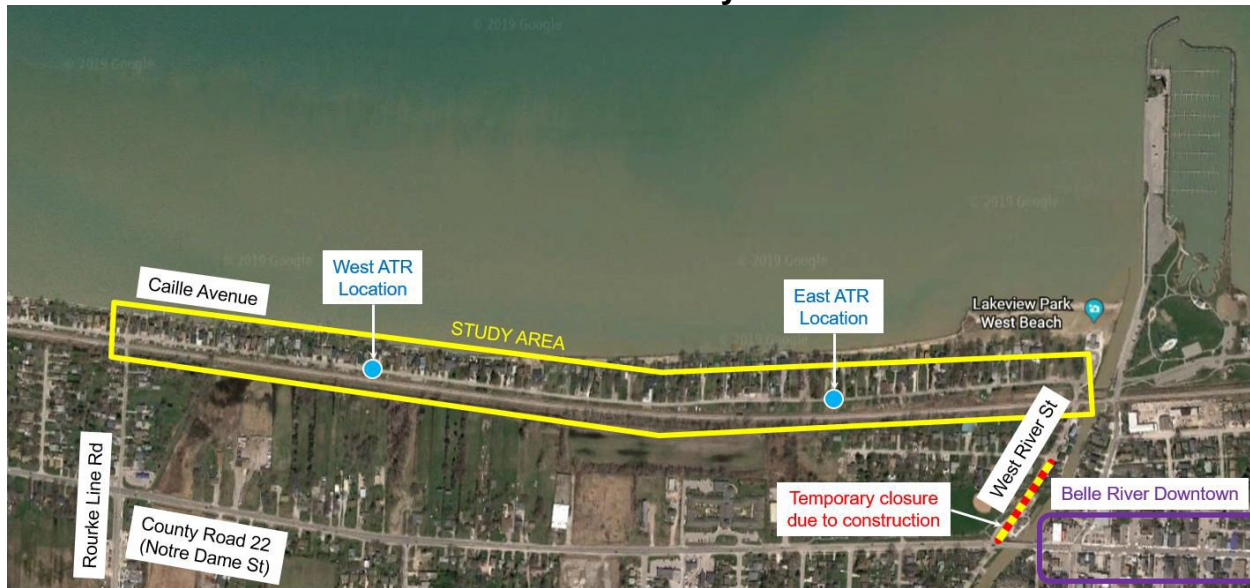 © 2019 Google
© 2019 Google
© 2019 Google
© 2019 Google
© 2019 Google
Caille Avenue
West ATR
Location
STUDY AREA
East ATR
Location
Lakeview Park
West Beach
West River St
Temporary closure
due to construction
Belle River Downtown
Rourke Line Rd
County Road 22
(Notre Dame St)